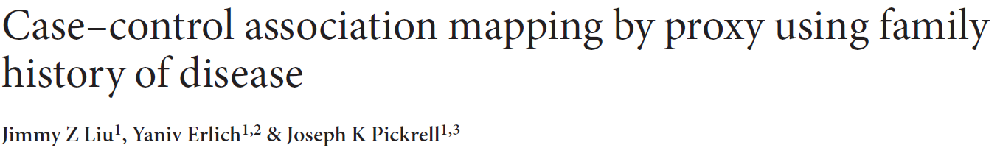 Case–control association mapping by proxy using family
history of disease
Jimmy Z Liu1, Yaniv Erlich1,2 & Joseph K Pickrell1,3